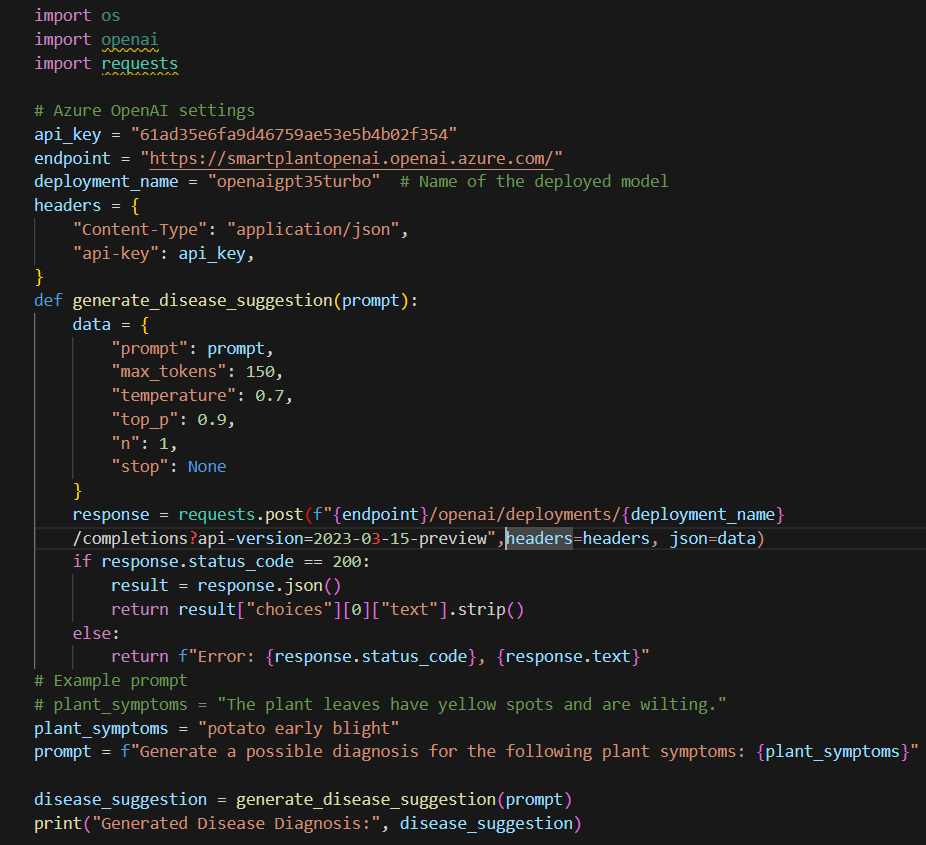 import os
import openai
import requests

# Azure OpenAI settings
api_key = "61ad35e6fa9d46759ae53e5b4b02f354"
endpoint = "https://smartplantopenai.openai.azure.com/"
deployment_name = "openaigpt35turbo"  # Name of the deployed model
headers = {
    "Content-Type": "application/json",
    "api-key": api_key,
}
def generate_disease_suggestion(prompt):
    data = {
        "prompt": prompt,
        "max_tokens": 150,
        "temperature": 0.7,
        "top_p": 0.9,
        "n": 1,
        "stop": None
    }
    response = requests.post(f"{endpoint}/openai/deployments/{deployment_name}
    /completions?api-version=2023-03-15-preview",headers=headers, json=data)
    if response.status_code == 200:
        result = response.json()
        return result["choices"][0]["text"].strip()
    else:
        return f"Error: {response.status_code}, {response.text}"
# Example prompt
# plant_symptoms = "The plant leaves have yellow spots and are wilting."
plant_symptoms = "potato early blight"
prompt = f"Generate a possible diagnosis for the following plant symptoms: {plant_symptoms}"

disease_suggestion = generate_disease_suggestion(prompt)
print("Generated Disease Diagnosis:", disease_suggestion)